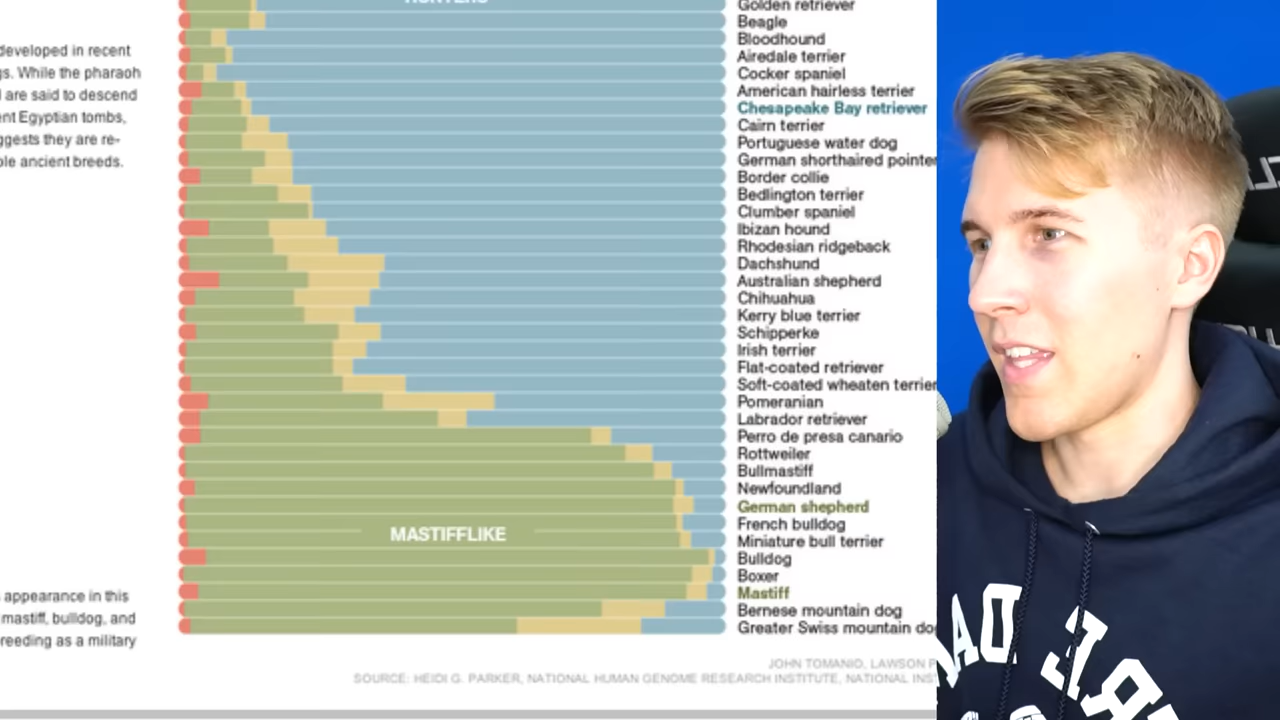 HUNTERS
Golden retriever
Beagle
Bloodhound
Airedale terrier
Cocker spaniel
American hairless terrier
Chesapeake Bay retriever
Cairn terrier
Portuguese water dog
German shorthaired pointer
Border collie
Bedlington terrier
Clumber spaniel
Ibizan hound
Rhodesian ridgeback
Dachshund
Australian shepherd
Chihuahua
Kerry blue terrier
Schipperke
Irish terrier
Flat-coated retriever
Soft-coated wheaten terrier
Pomeranian
Labrador retriever
Perro de presa canario
Rottweiler
Bullmastiff
Newfoundland
German shepherd
French bulldog
Miniature bull terrier
Bulldog
Boxer
Mastiff
Bernese mountain dog
Greater Swiss mountain dog
MASTIFFLIKE
developed in recent
gs. While the pharaoh
are said to descend
ent Egyptian tombs,
ggests they are re-
ple ancient breeds.
appearance in this
mastiff, bulldog, and
reeding as a military
JOHN TOMANIO, LAWSON P
SOURCE: HEIDI G. PARKER, NATIONAL HUMAN GENOME RESEARCH INSTITUTE, NATIONAL INS